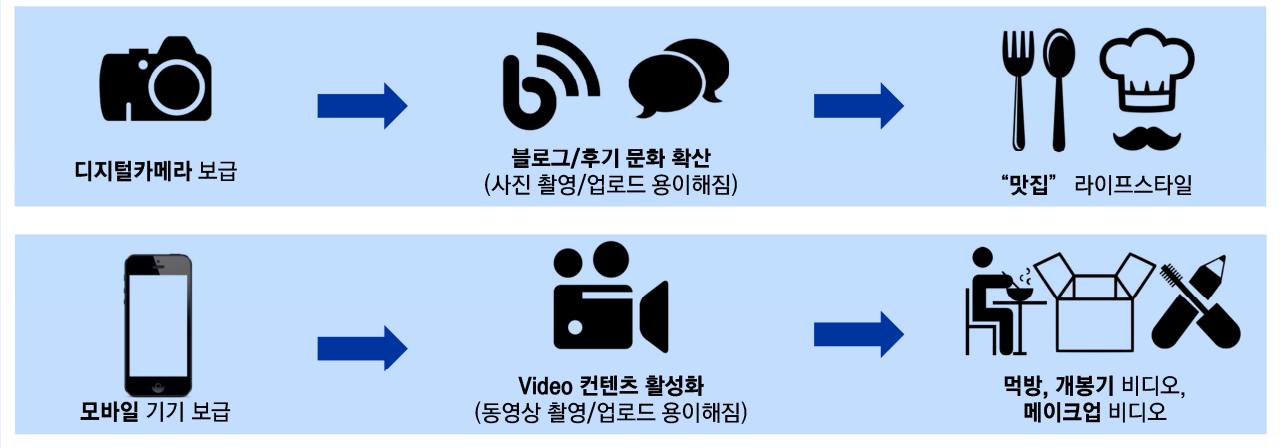 디지털카메라 보급
블로그/후기 문화 확산
(사진 촬영/업로드 용이해짐)
“맛집” 라이프스타일
모바일 기기 보급
Video 컨텐츠 활성화
(동영상 촬영/업로드 용이해짐)
먹방, 개봉기 비디오,
메이크업 비디오